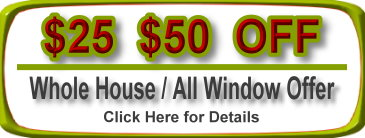 $25 $50 OFF
Whole House / All Window Offer
Click Here for Details